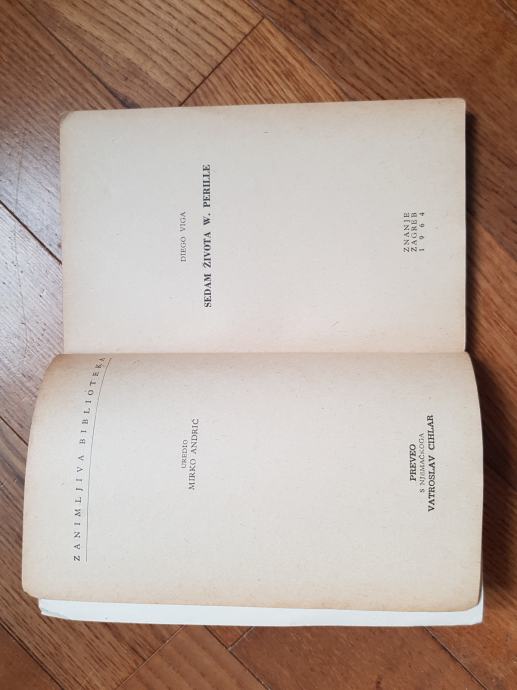 ZANIMLJIVA BIBLIOTEKA
UREDIO
MIRKO ANDRIĆ
PREVEO
S NJEMAČKOGA
VATROSLAV CIHLAR
DIEGO VIGA
SEDAM ŽIVOTA W. PERILLE
ZNANJE
ZAGREB
1964